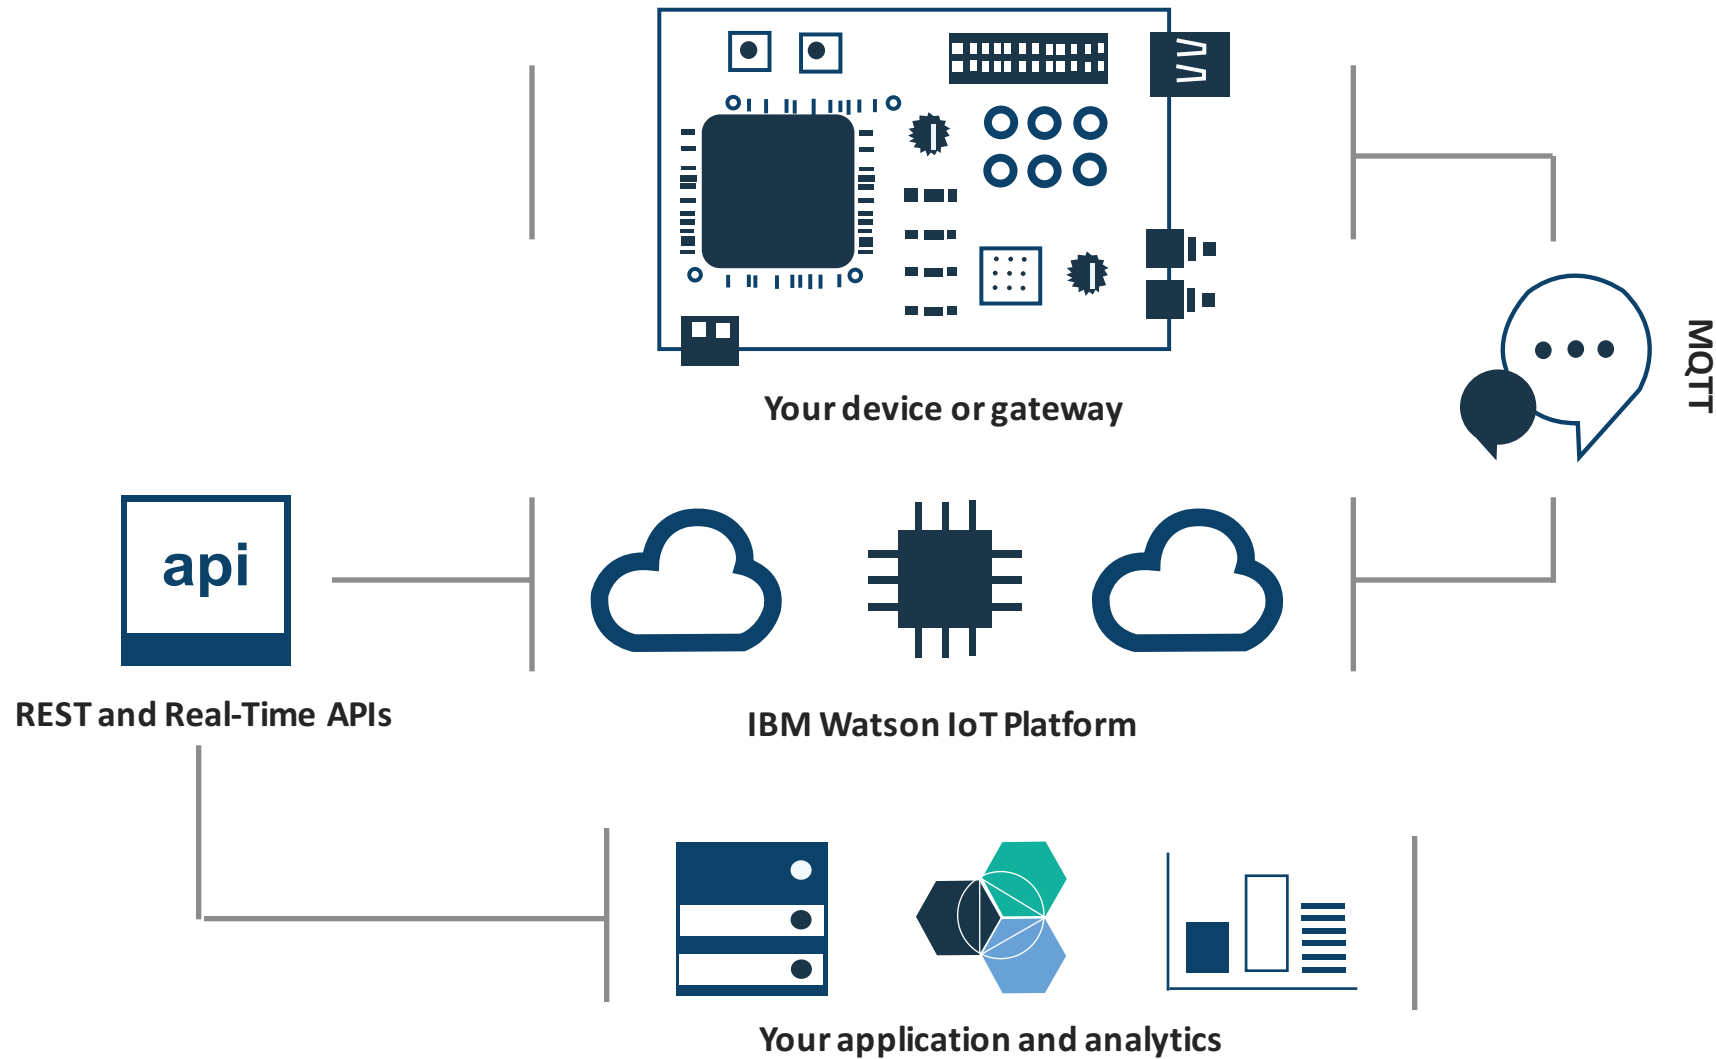 Your device or gateway
MQTT
api
REST and Real-Time APIs
IBM Watson IoT Platform
Your application and analytics